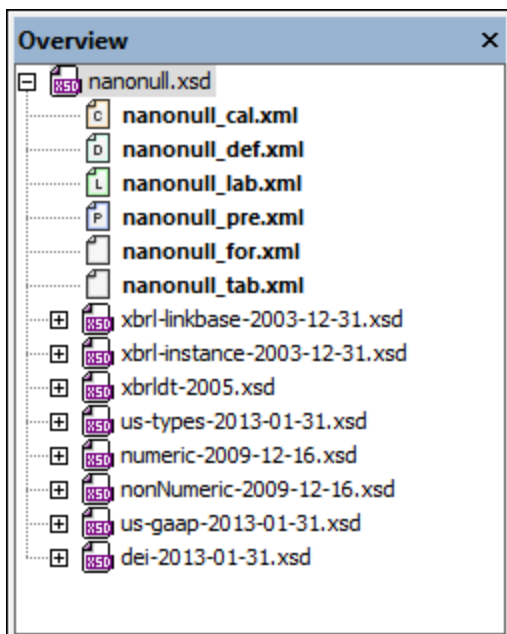 Overview
nanonull.xsd
nanonull_cal.xml
nanonull_def.xml
nanonull_lab.xml
nanonull_pre.xml
nanonull_for.xml
nanonull_tab.xml
xbrl-linkbase-2003-12-31.xsd
xbrl-instance-2003-12-31.xsd
xbrldt-2005.xsd
us-types-2013-01-31.xsd
numeric-2009-12-16.xsd
nonNumeric-2009-12-16.xsd
us-gaap-2013-01-31.xsd
dei-2013-01-31.xsd